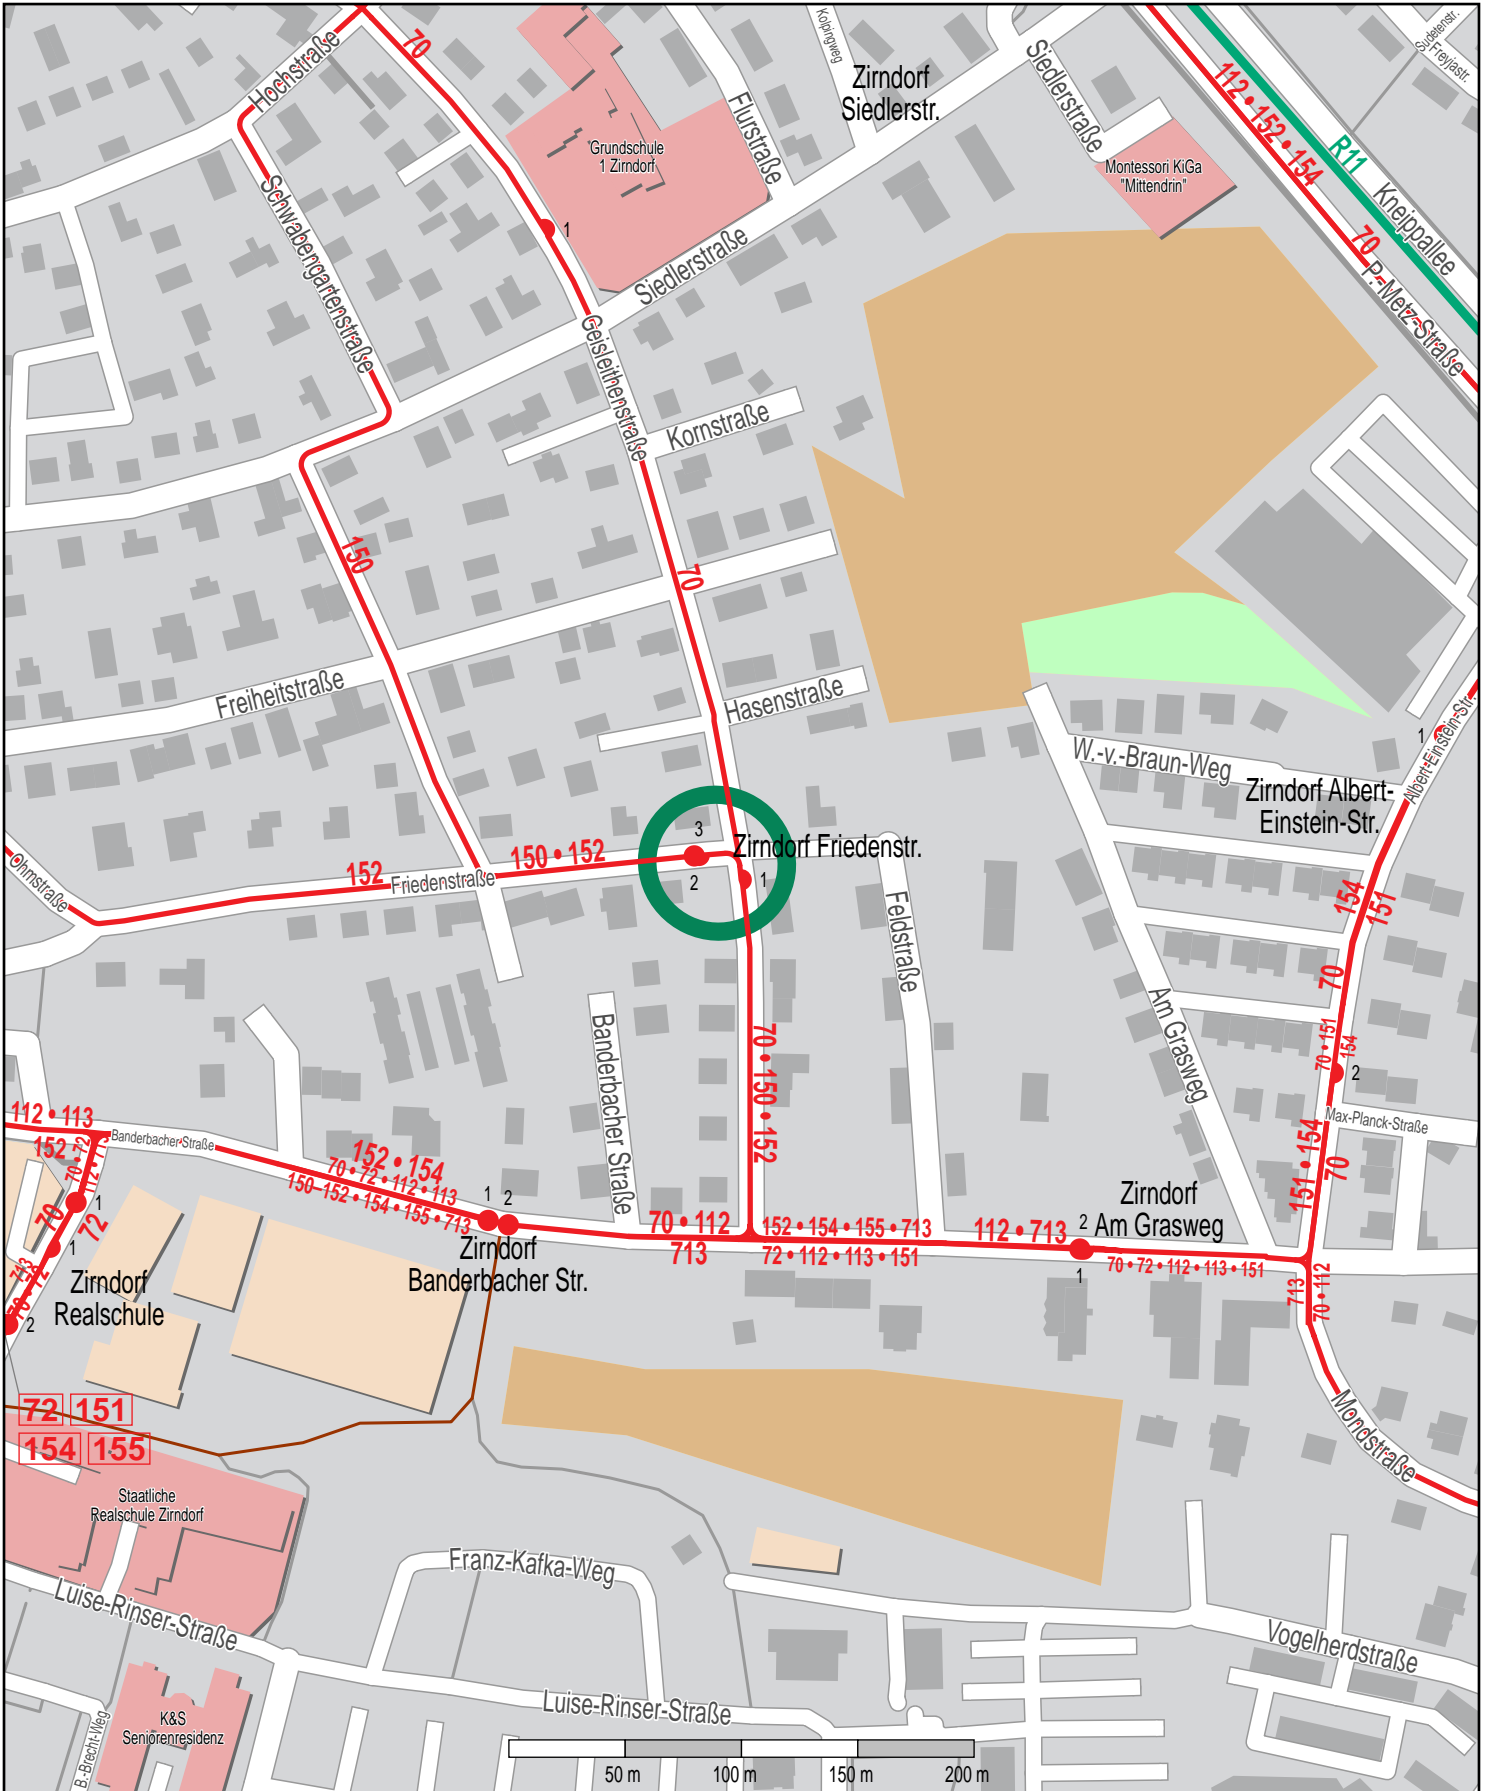 Hochstraße
70
Kolpingweg
Zirndorf
Siedlerstr.
Siedlerstraße
Sudetenstr.
Freyjastr.
Flurstraße
112 • 152 • 154
R11
Kneippallee
Grundschule
1 Zirndorf
Montessori KiGa
"Mittendrin"
Schwabengartenstraße
1
Siedlerstraße
70
P.-Metz-Straße
Geisleithenstraße
Kornstraße
150
70
Freiheitstraße
Hasenstraße
W.-v.-Braun-Weg
1
Albert-Einstein-Str.
Zirndorf Albert-
Einstein-Str.
3
Zirndorf Friedenstr.
150 • 152
152
Friedenstraße
2
1
Ohmstraße
154
151
Feldstraße
70
Am Grasweg
Banderbacher Straße
70 • 150 • 152
70 • 151
154
2
Max-Planck-Straße
112 • 113
152
Banderbacher Straße
70 • 72
112 • 713
152 • 154
70 • 72 • 112 • 113
150–152 • 154 • 155 • 713
151 • 154
70
1
70
72
1
1 2
Zirndorf
Banderbacher Str.
70 • 112
713
152 • 154 • 155 • 713
72 • 112 • 113 • 151
112 • 713
2
Zirndorf
Am Grasweg
1
70 • 72 • 112 • 113 • 151
713
70 • 112
713
70 • 72
2
Zirndorf
Realschule
72 151
154 155
Mondstraße
Staatliche
Realschule Zirndorf
Franz-Kafka-Weg
Luise-Rinser-Straße
Vogelherdstraße
Luise-Rinser-Straße
K&S
Seniorenresidenz
B.-Brecht-Weg
50 m 100 m 150 m 200 m